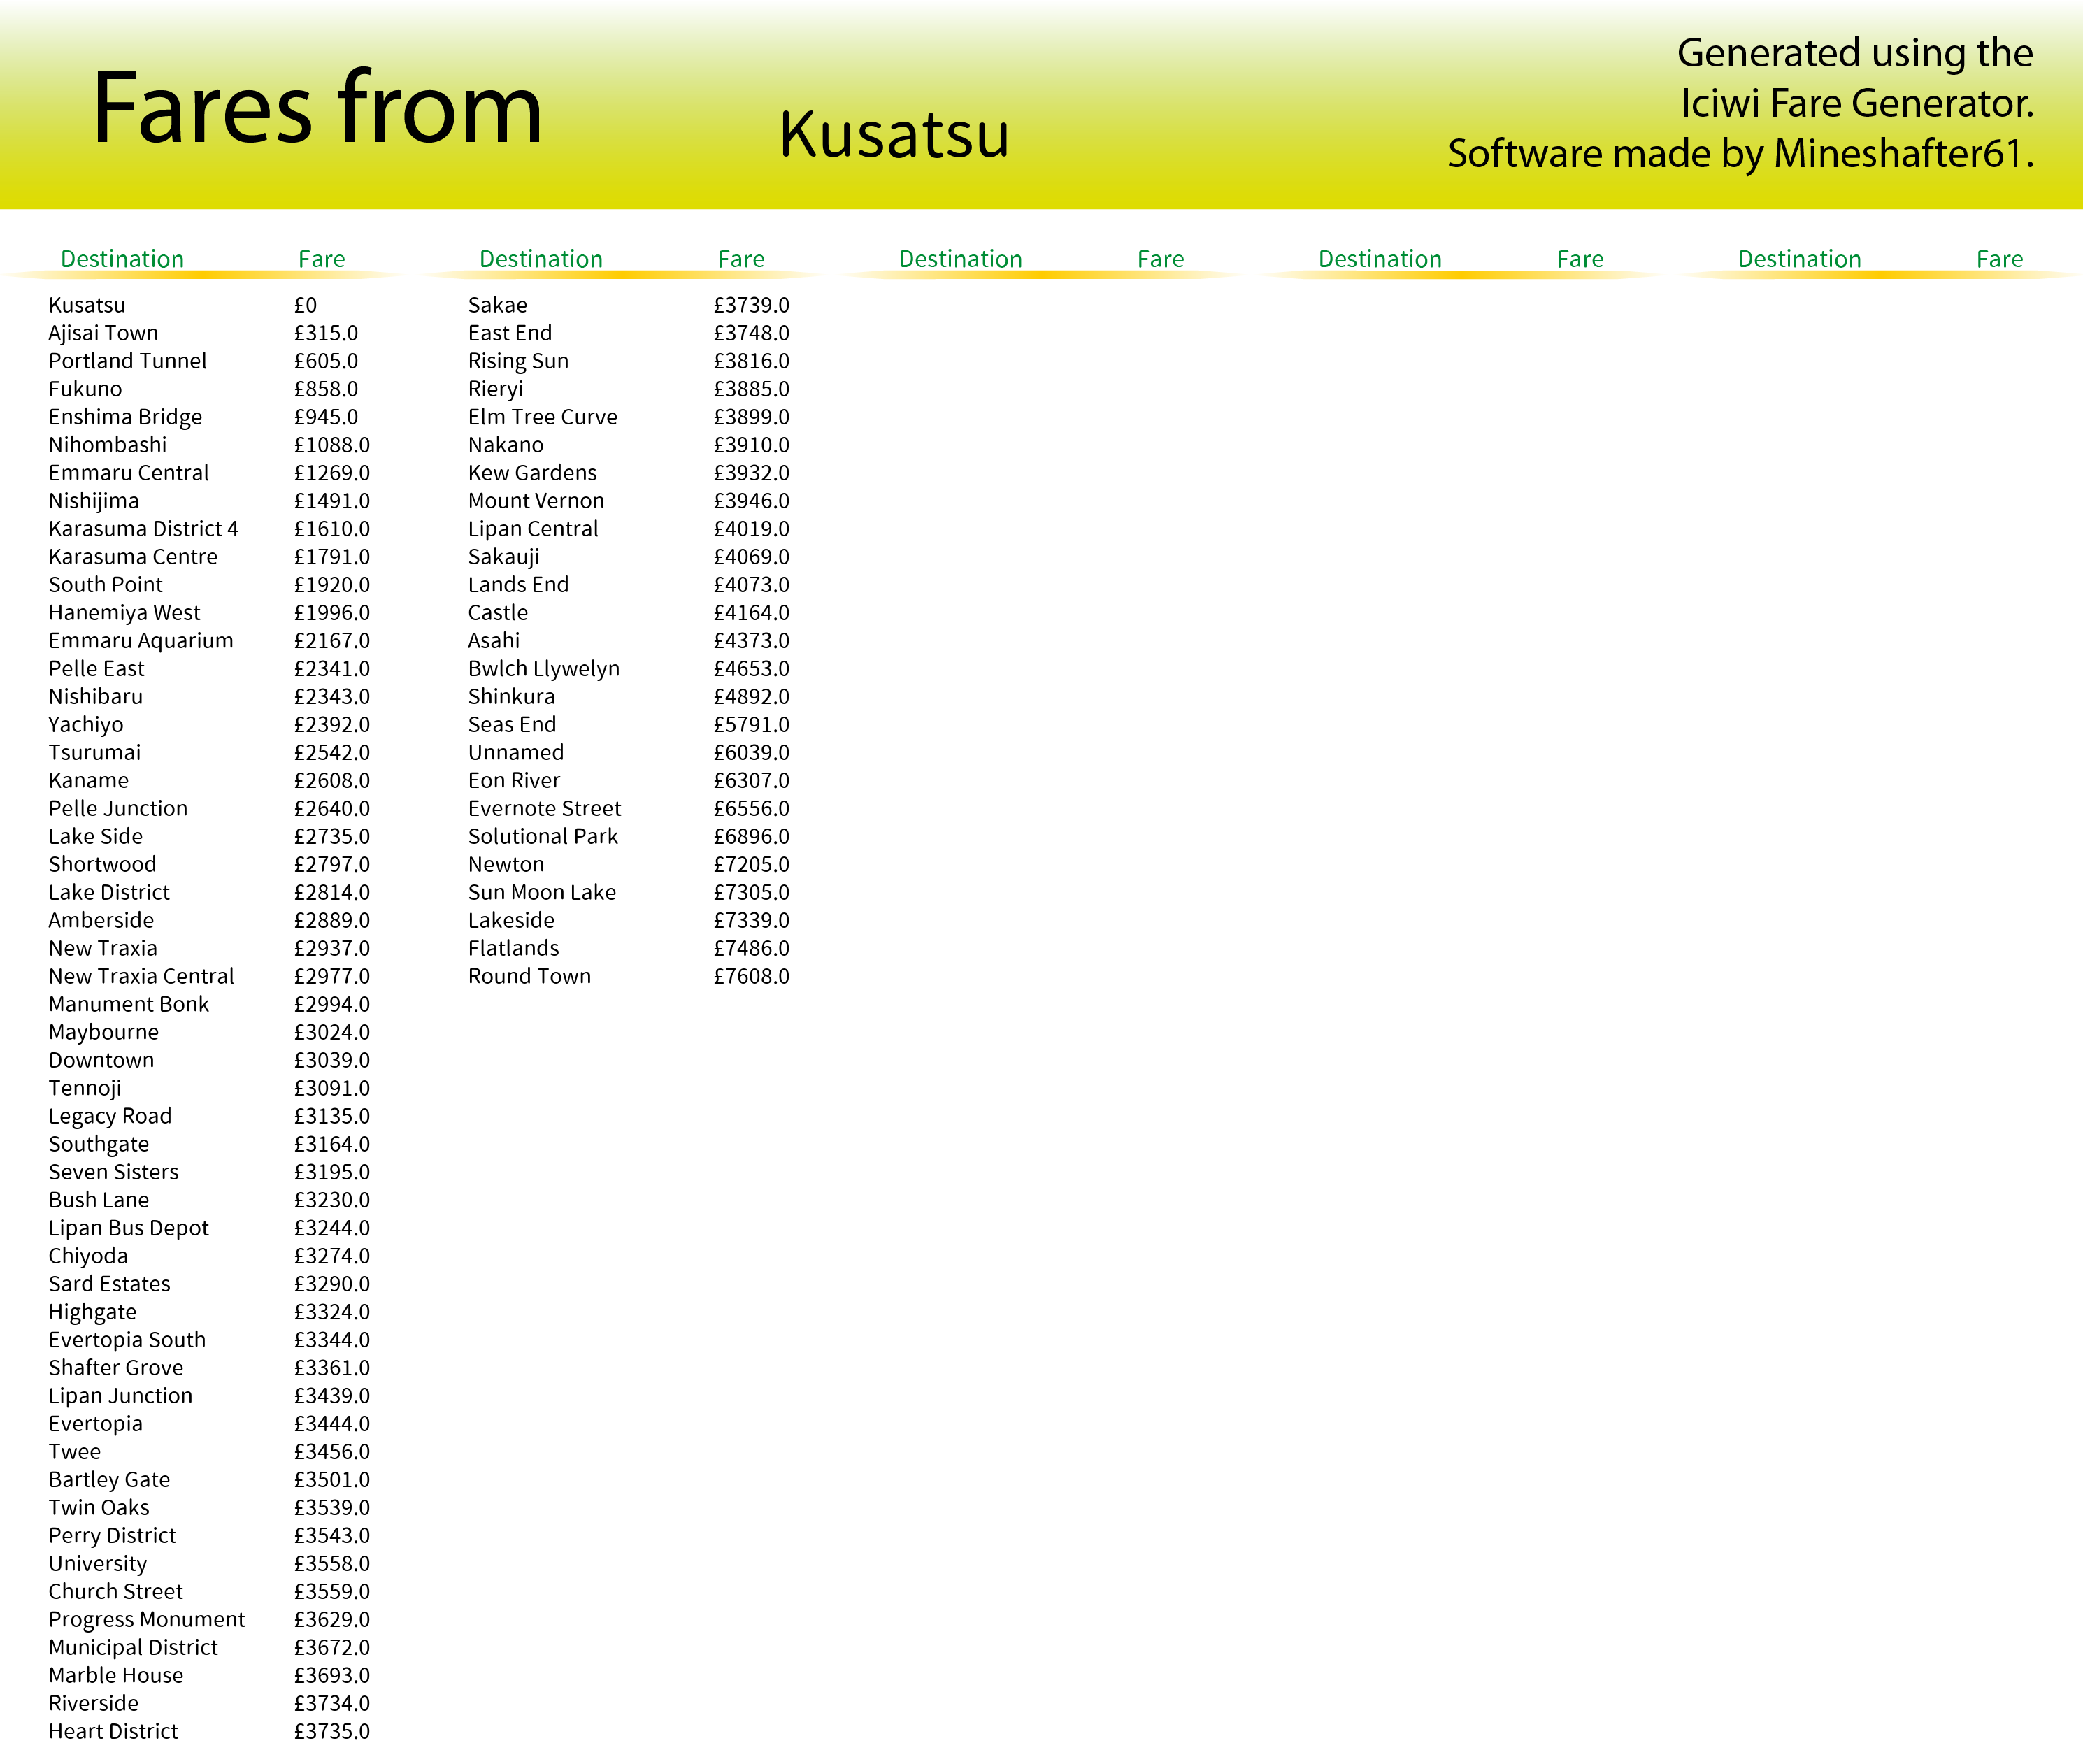 Fares from
Kusatsu
Generated using the
Iciwi Fare Generator.
Software made by Mineshafter61.
Destination Fare Destination Fare Destination Fare Destination Fare Destination Fare
Kusatsu £0
Ajisai Town £315.0
Portland Tunnel £605.0
Fukuno £858.0
Enshima Bridge £945.0
Nihombashi £1088.0
Emmaru Central £1269.0
Nishijima £1491.0
Karasuma District 4 £1610.0
Karasuma Centre £1791.0
South Point £1920.0
Hanemiya West £1996.0
Emmaru Aquarium £2167.0
Pelle East £2341.0
Nishibaru £2343.0
Yachiyo £2392.0
Tsurumai £2542.0
Kaname £2608.0
Pelle Junction £2640.0
Lake Side £2735.0
Shortwood £2797.0
Lake District £2814.0
Amberside £2889.0
New Traxia £2937.0
New Traxia Central £2977.0
Manument Bonk £2994.0
Maybourne £3024.0
Downtown £3039.0
Tennoji £3091.0
Legacy Road £3135.0
Southgate £3164.0
Seven Sisters £3195.0
Bush Lane £3230.0
Lipan Bus Depot £3244.0
Chiyoda £3274.0
Sard Estates £3290.0
Highgate £3324.0
Evertopia South £3344.0
Shafter Grove £3361.0
Lipan Junction £3439.0
Evertopia £3444.0
Twee £3456.0
Bartley Gate £3501.0
Twin Oaks £3539.0
Perry District £3543.0
University £3558.0
Church Street £3559.0
Progress Monument £3629.0
Municipal District £3672.0
Marble House £3693.0
Riverside £3734.0
Heart District £3735.0
Sakae £3739.0
East End £3748.0
Rising Sun £3816.0
Rieryi £3885.0
Elm Tree Curve £3899.0
Nakano £3910.0
Kew Gardens £3932.0
Mount Vernon £3946.0
Lipan Central £4019.0
Sakauji £4069.0
Lands End £4073.0
Castle £4164.0
Asahi £4373.0
Bwlch Llywelyn £4653.0
Shinkura £4892.0
Seas End £5791.0
Unnamed £6039.0
Eon River £6307.0
Evernote Street £6556.0
Solutional Park £6896.0
Newton £7205.0
Sun Moon Lake £7305.0
Lakeside £7339.0
Flatlands £7486.0
Round Town £7608.0